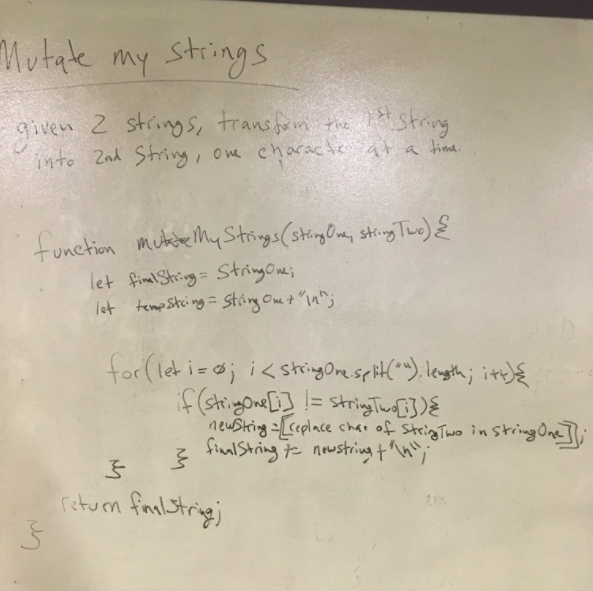 Mutate my strings
given 2 strings, transform the 1st string
into 2nd string, one characte at a time.
function mutateMyStrings(stringOne, stringTwo){
let finalString = StringOne;
let tempString = stringOne + "\n";
for(let i = 0; i < stringOne.split("").length; i++){
if (stringOne[i] != stringTwo[i]){
newString = [replace char of StringTwo in stringOne]];
finalString += newstring + "\n";
} }
return finalString;
}